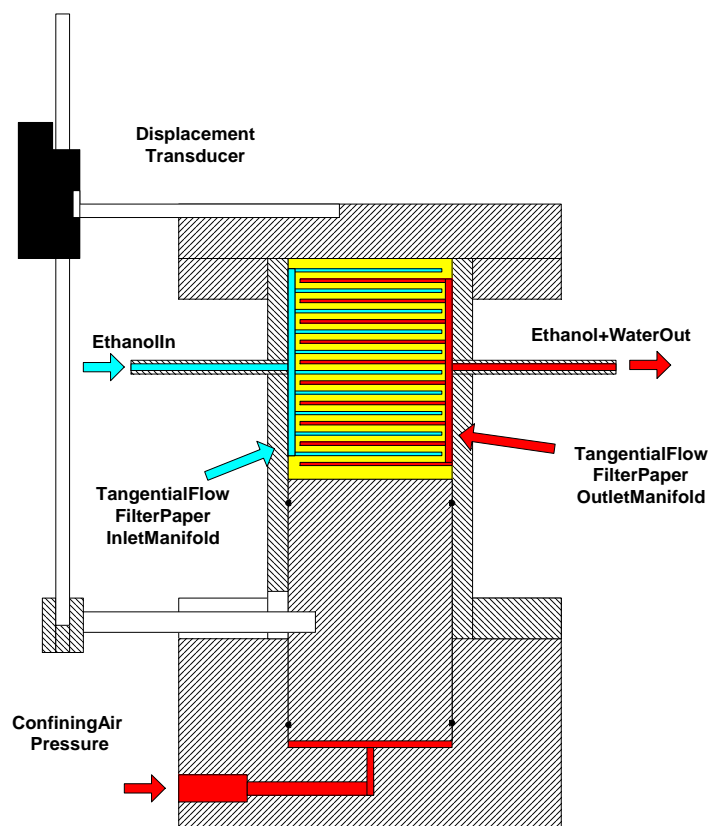 Displacement
Transducer
EthanolIn
Ethanol+WaterOut
TangentialFlow
FilterPaper
InletManifold
TangentialFlow
FilterPaper
OutletManifold
ConfiningAir
Pressure